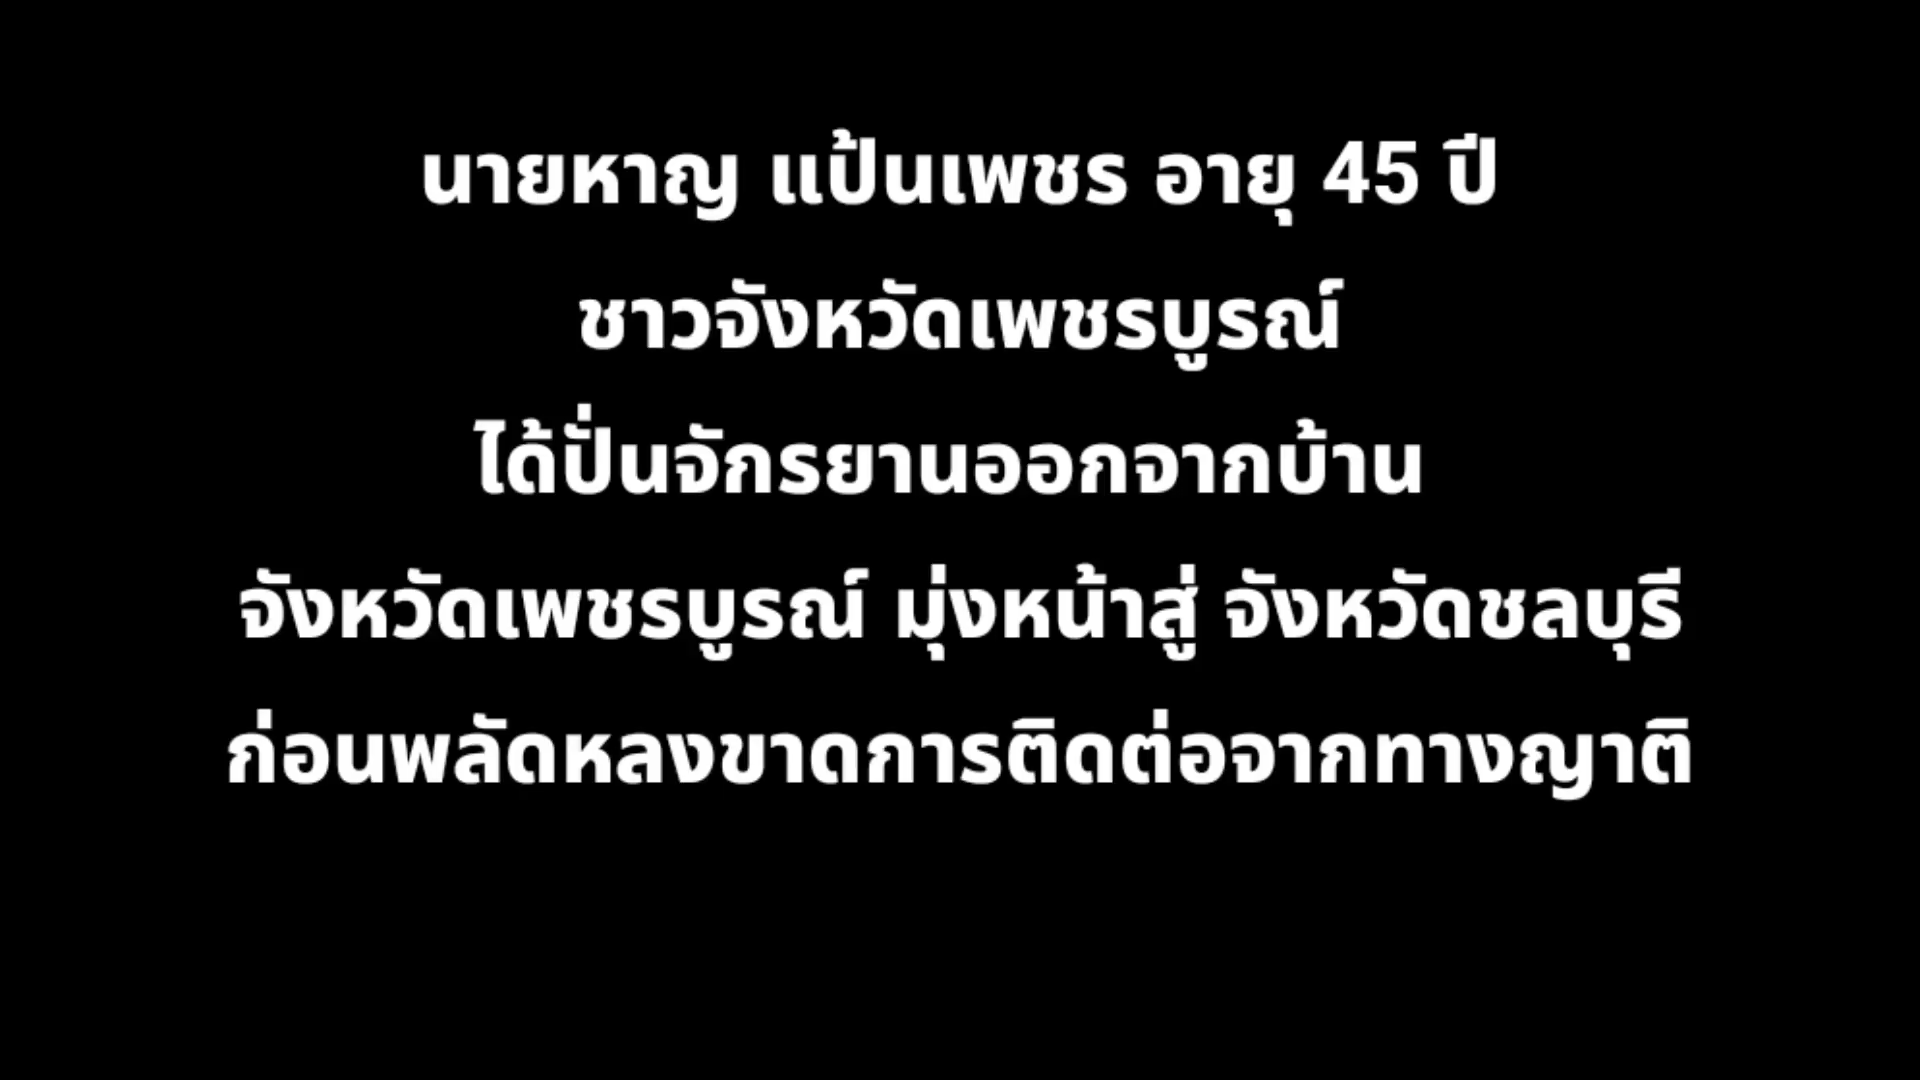 นายหาญ แป้นเพชร อายุ 45 ปี
ชาวจังหวัดเพชรบูรณ์
ได้ปั่นจักรยานออกจากบ้าน
จังหวัดเพชรบูรณ์ มุ่งหน้าสู่ จังหวัดชลบุรี
ก่อนพลัดหลงขาดการติดต่อจากทางญาติ